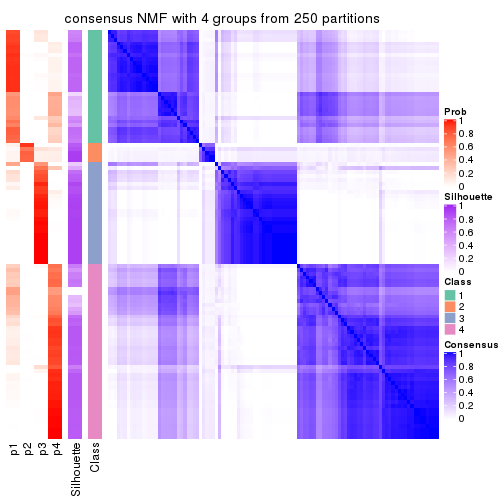 consensus NMF with 4 groups from 250 partitions
Prob
1
0.8
0.6
0.4
0.2
0
Silhouette
1
0.8
0.6
0.4
0.2
0
Class
1
2
3
4
Consensus
1
0.8
0.6
0.4
0.2
0
p1
p2
p3
p4
Silhouette
Class